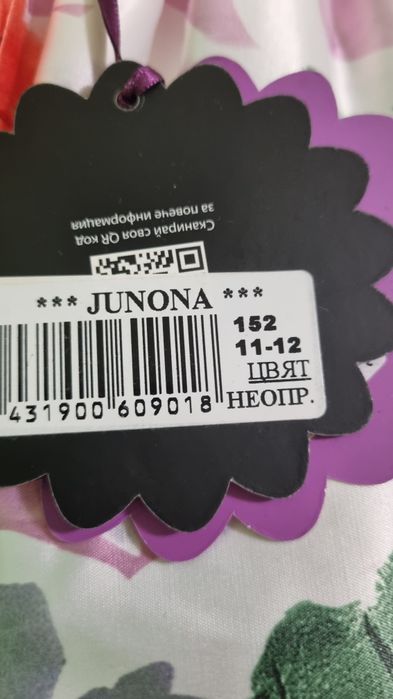 Сканирай своя QR код
за повече информация
*** JUNONA ***
152
11-12
ЦВЯТ
НЕОПР.
431900 609018